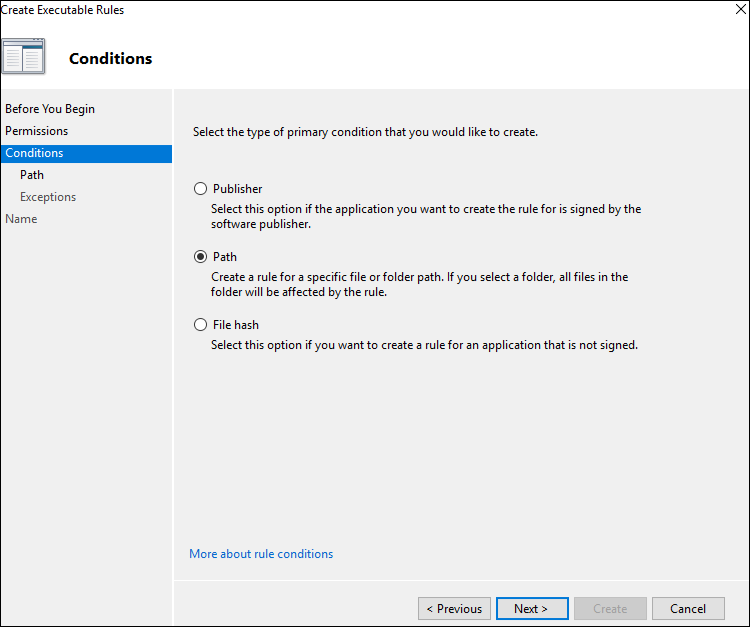 Create Executable Rules
Conditions
Before You Begin
Permissions
Conditions
Path
Exceptions
Name
Select the type of primary condition that you would like to create.
Publisher
Select this option if the application you want to create the rule for is signed by the
software publisher.
Path
Create a rule for a specific file or folder path. If you select a folder, all files in the
folder will be affected by the rule.
File hash
Select this option if you want to create a rule for an application that is not signed.
More about rule conditions
< Previous
Next >
Create
Cancel